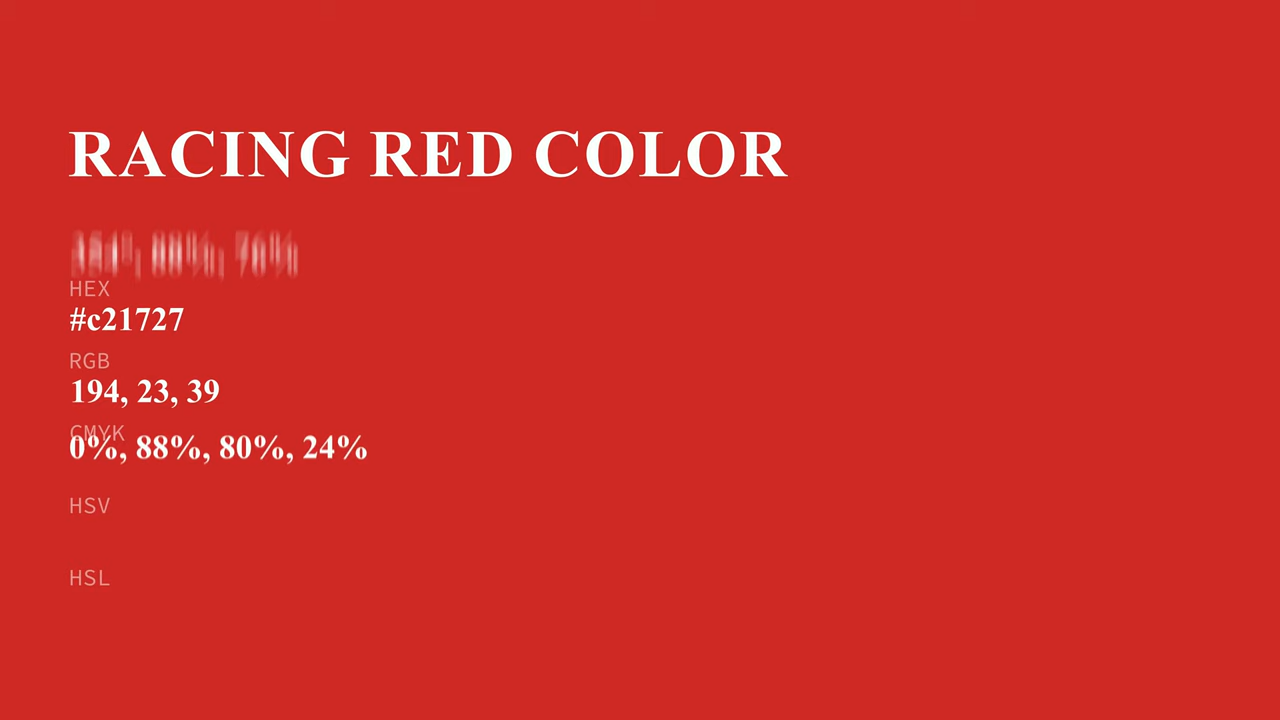 RACING RED COLOR
HEX
#c21727
RGB
194, 23, 39
CMYK
0%, 88%, 80%, 24%
HSV
HSL